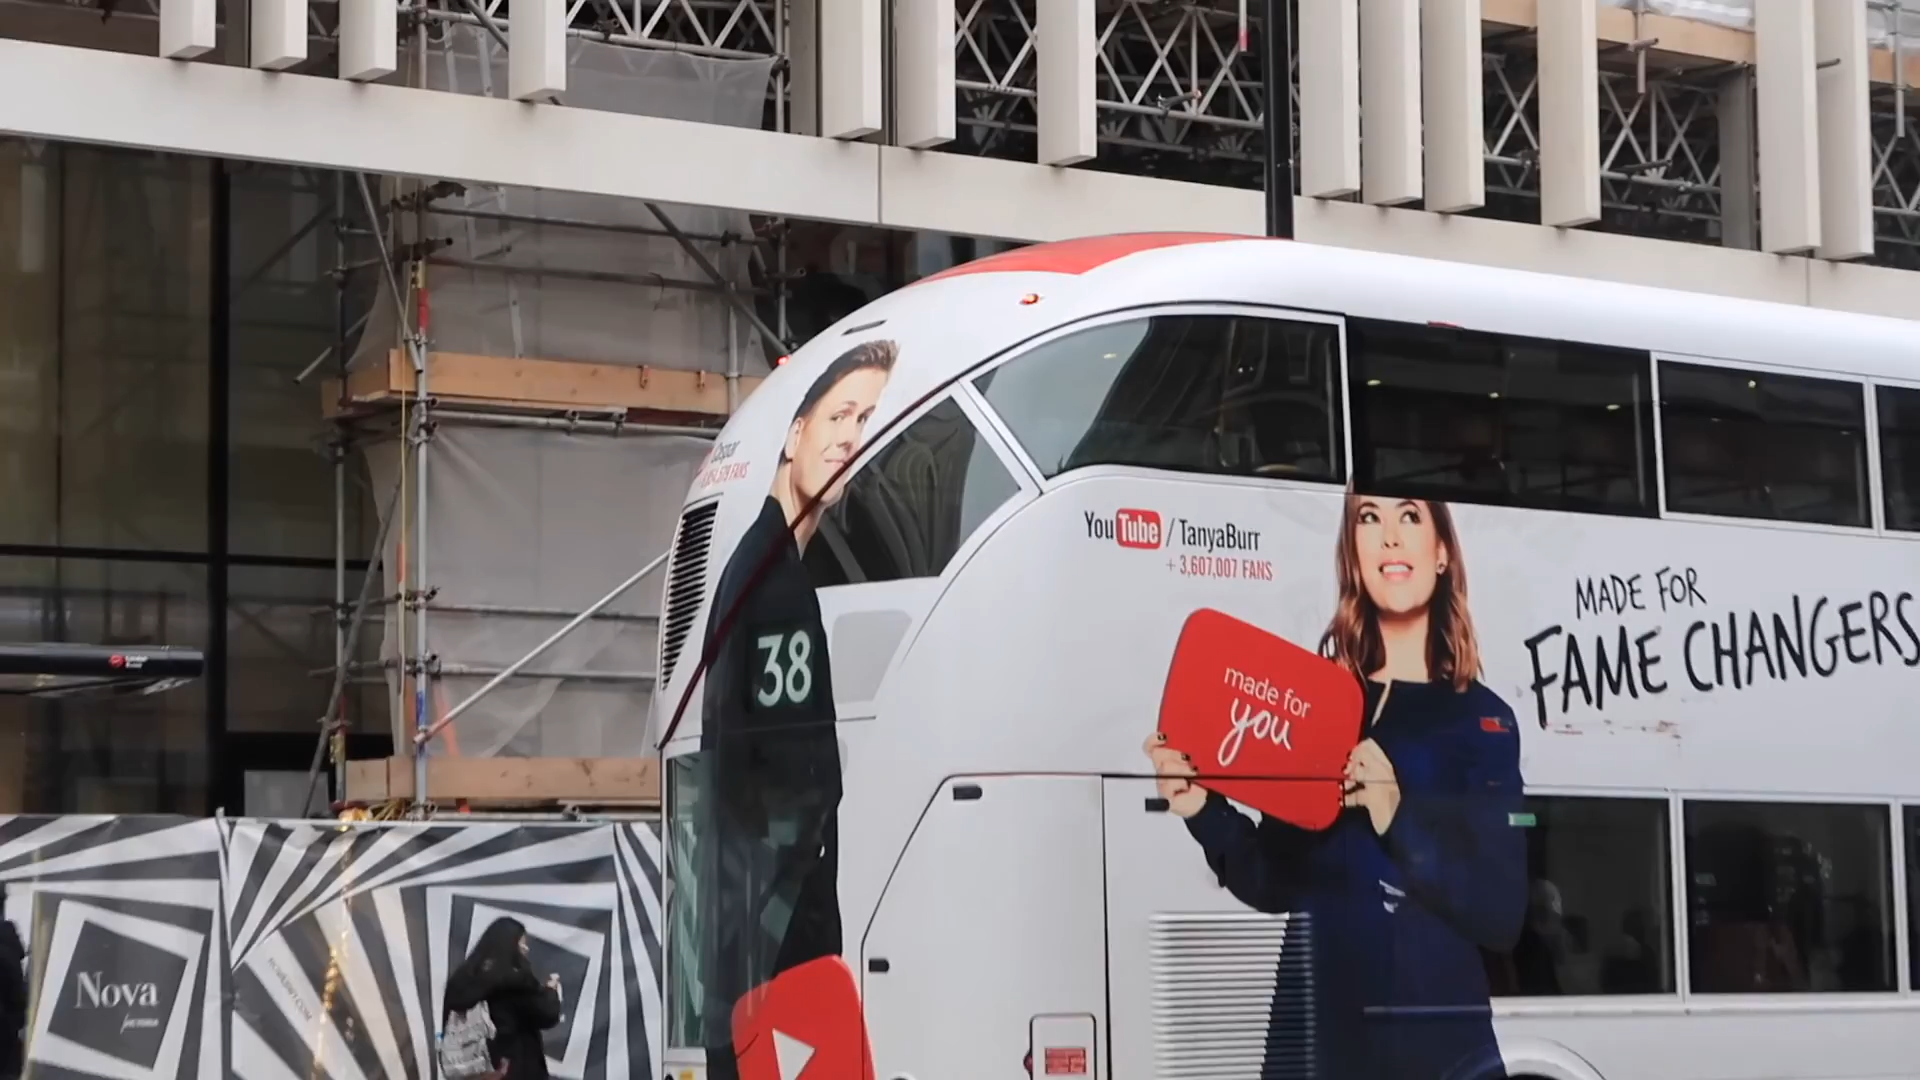 Caspar
YouTube / TanyaBurr
+ 3,607,007 FANS
MADE FOR
FAME CHANGERS
made for
you
38
Nova